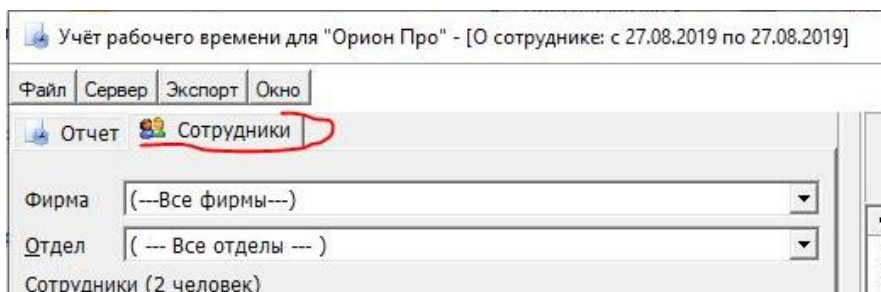 Учёт рабочего времени для "Орион Про" - [О сотруднике: с 27.08.2019 по 27.08.2019]
Файл Сервер Экспорт Окно
Отчет Сотрудники
Фирма (---Все фирмы---)
Отдел ( --- Все отделы --- )
Сотрудники (2 человек)